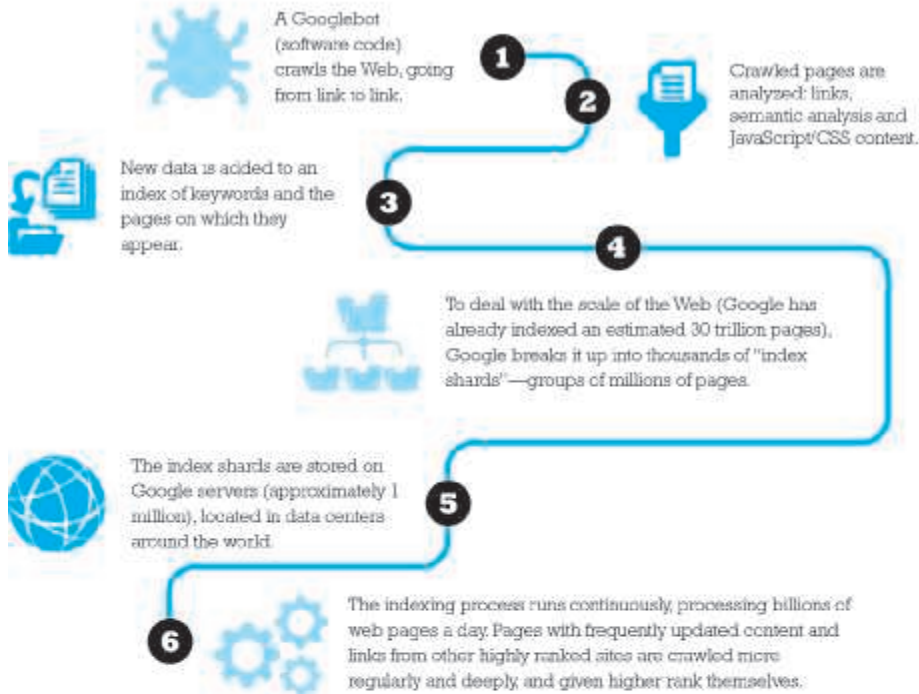 A Googlebot
(software code)
crawls the Web, going
from link to link.
1
2
Crawled pages are
analyzed: links,
semantic analysis and
JavaScript/CSS content.
New data is added to an
index of keywords and the
pages on which they
appear.
3
4
To deal with the scale of the Web (Google has
already indexed an estimated 30 trillion pages),
Google breaks it up into thousands of "index
shards"—groups of millions of pages.
The index shards are stored on
Google servers (approximately 1
million), located in data centers
around the world.
5
6
The indexing process runs continuously, processing billions of
web pages a day. Pages with frequently updated content and
links from other highly ranked sites are crawled more
regularly and deeply, and given higher rank themselves.